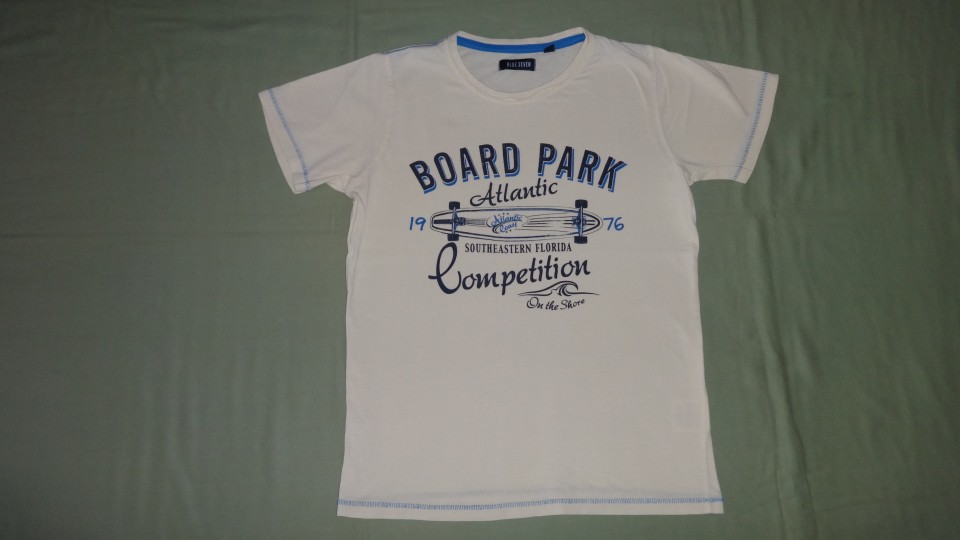 BLUE SEVEN
BOARD PARK
Atlantic
19 Atlantic 76
Coast
SOUTHEASTERN FLORIDA
Competition
On the Shore